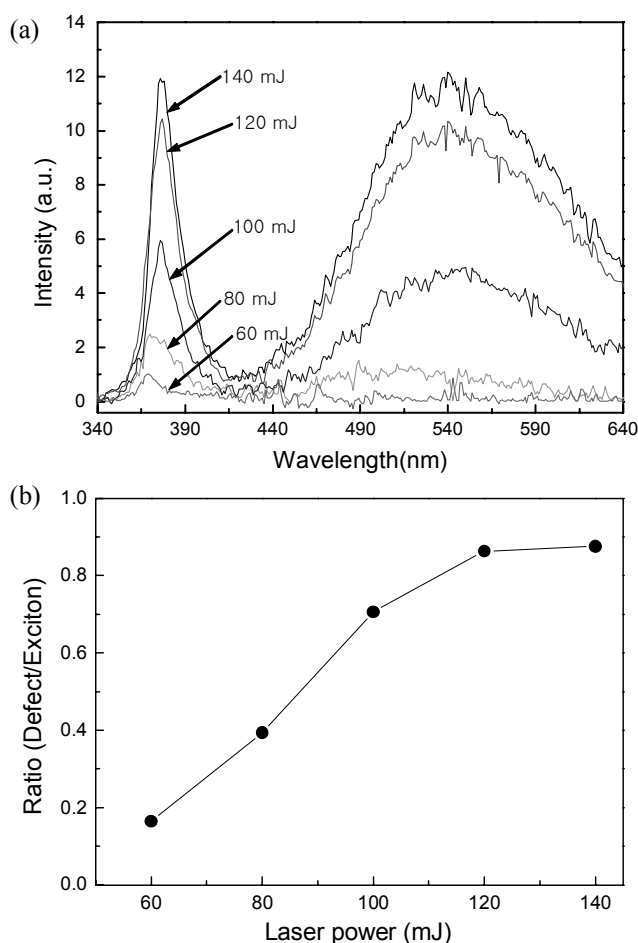 (a)
14
12
10
8
6
4
2
0
140 mJ
120 mJ
100 mJ
80 mJ
60 mJ
Intensity (a.u.)
340 390 440 490 540 590 640
Wavelength(nm)
(b)
1.0
0.8
0.6
0.4
0.2
0.0
Ratio (Defect/Exciton)
60 80 100 120 140
Laser power (mJ)